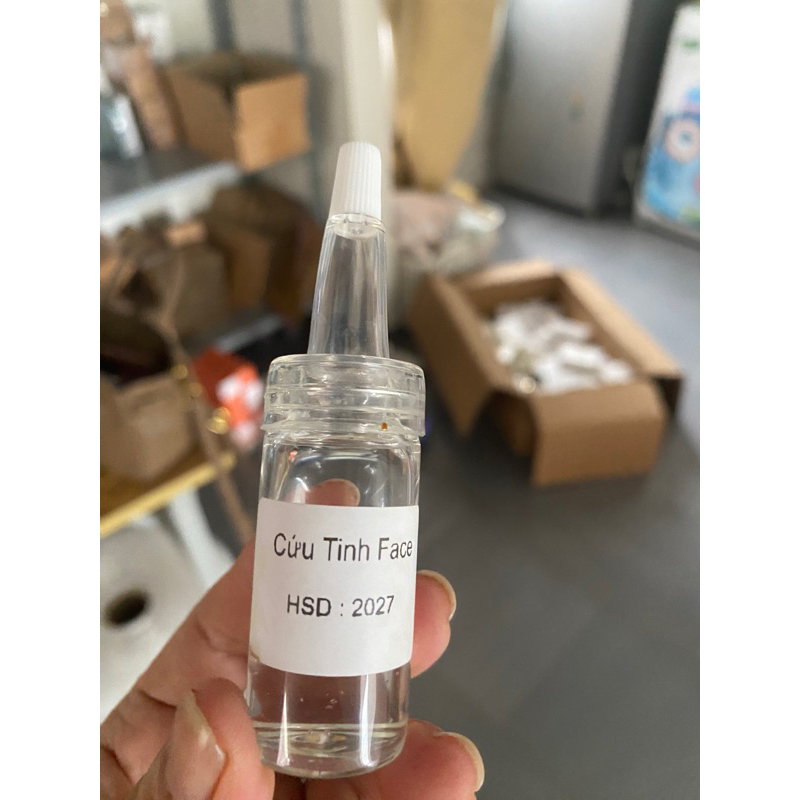 Cứu Tinh Face
HSD : 2027